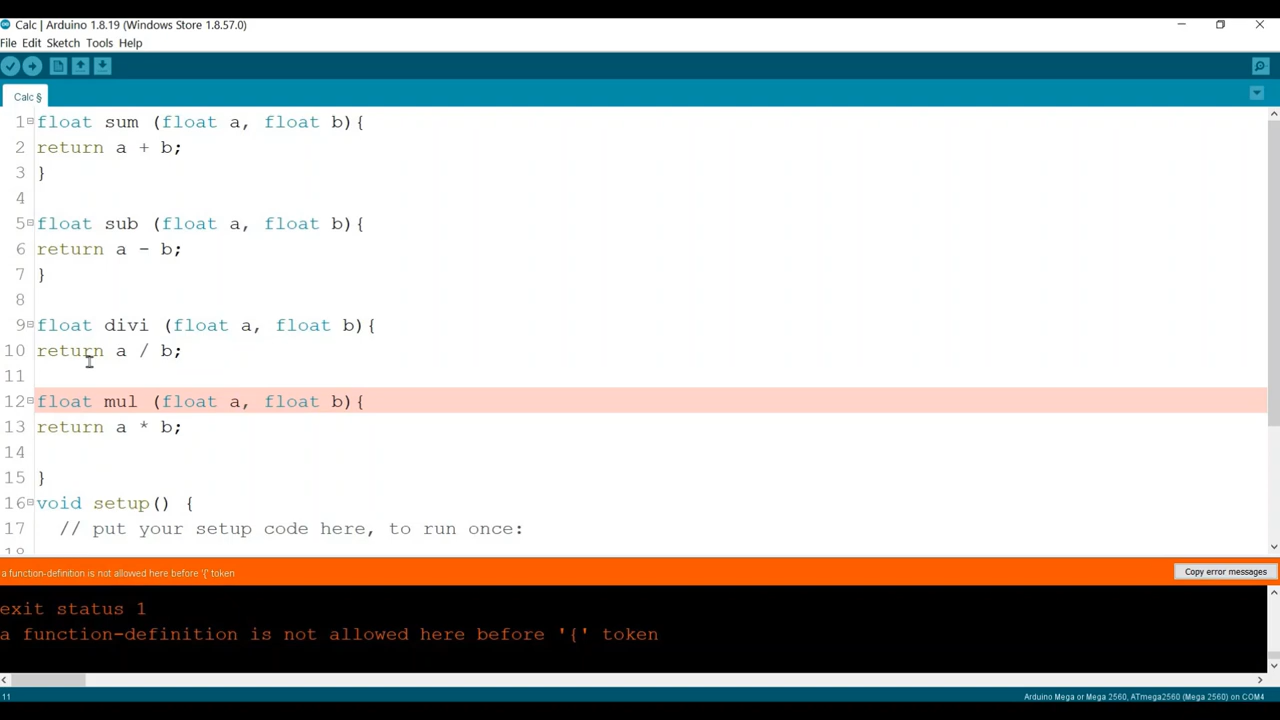 Calc | Arduino 1.8.19 (Windows Store 1.8.57.0)
File Edit Sketch Tools Help
Calc §
1 float sum (float a, float b){
2 return a + b;
3 }
4
5 float sub (float a, float b){
6 return a - b;
7 }
8
9 float divi (float a, float b){
10 return a / b;
11
12 float mul (float a, float b){
13 return a * b;
14
15 }
16 void setup() {
17 // put your setup code here, to run once:
a function-definition is not allowed here before '{' token
Copy error messages
exit status 1
a function-definition is not allowed here before '{' token
11
Arduino Mega or Mega 2560, ATmega2560 (Mega 2560) on COM4